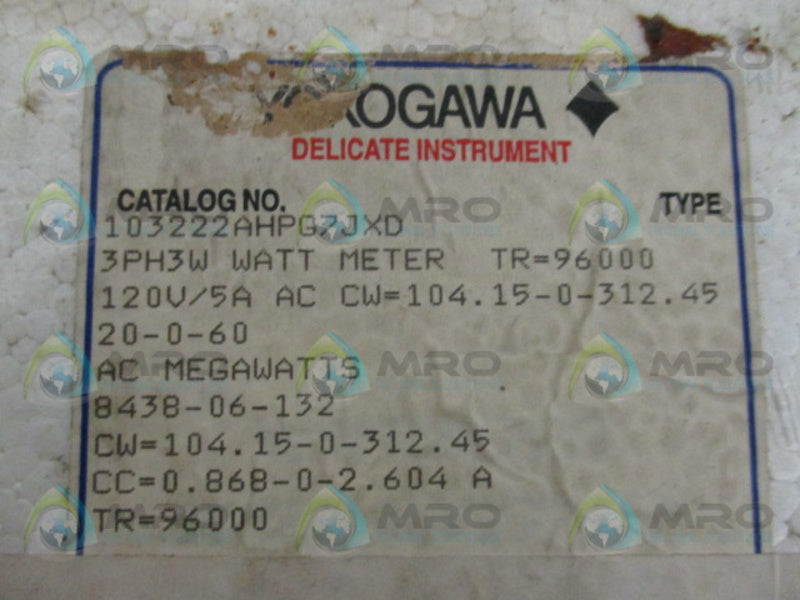 YOKOGAWA
DELICATE INSTRUMENT
CATALOG NO. TYPE
103222AHPG7JXD
3PH3W WATT METER TR=96000
120V/5A AC CW=104.15-0-312.45
20-0-60
AC MEGAWATTS
8438-06-132
CW=104.15-0-312.45
CC=0.868-0-2.604 A
TR=96000
MRO